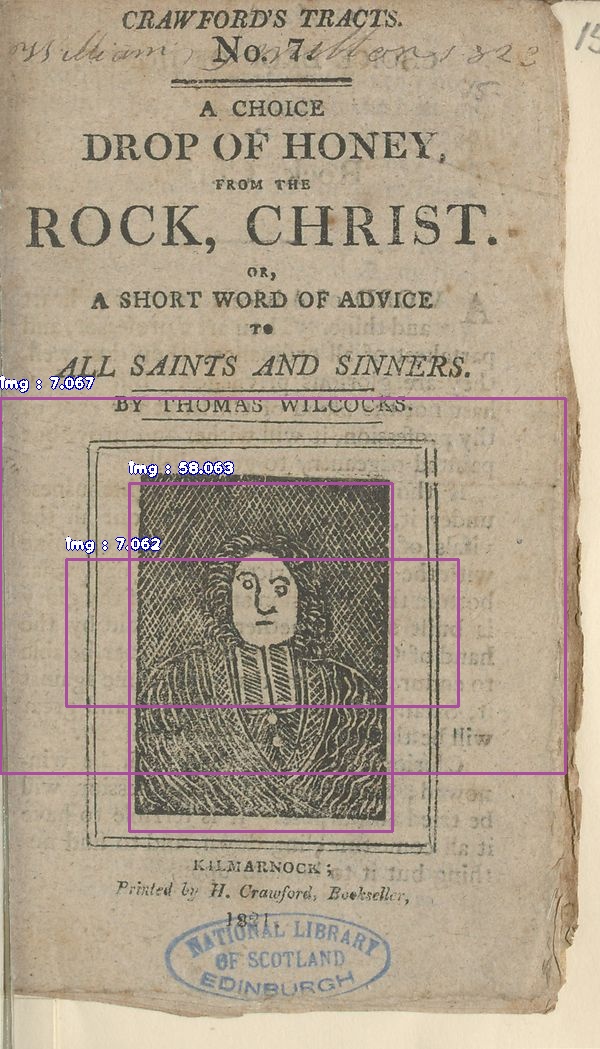 CRAWFORD'S TRACTS.
William 1823
No. 7.
15
A CHOICE
DROP OF HONEY,
FROM THE
ROCK, CHRIST.
OR,
A SHORT WORD OF ADVICE
TO
ALL SAINTS AND SINNERS.
img : 7.067
BY THOMAS WILCOCKS.
img : 58.063
img : 7.062
KILMARNOCK;
Printed by H. Crawford, Bookseller,
1821
NATIONAL LIBRARY
OF SCOTLAND
EDINBURGH